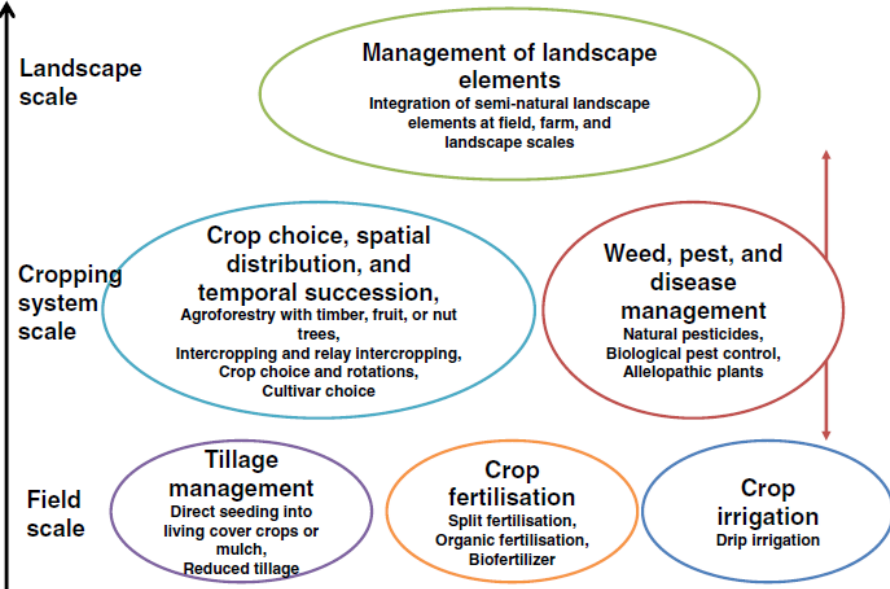 Landscape
scale
Management of landscape
elements
Integration of semi-natural landscape
elements at field, farm, and
landscape scales
Cropping
system
scale
Crop choice, spatial
distribution, and
temporal succession,
Agroforestry with timber, fruit, or nut
trees,
Intercropping and relay intercropping,
Crop choice and rotations,
Cultivar choice
Weed, pest, and
disease
management
Natural pesticides,
Biological pest control,
Allelopathic plants
Field
scale
Tillage
management
Direct seeding into
living cover crops or
mulch,
Reduced tillage
Crop
fertilisation
Split fertilisation,
Organic fertilisation,
Biofertilizer
Crop
irrigation
Drip irrigation